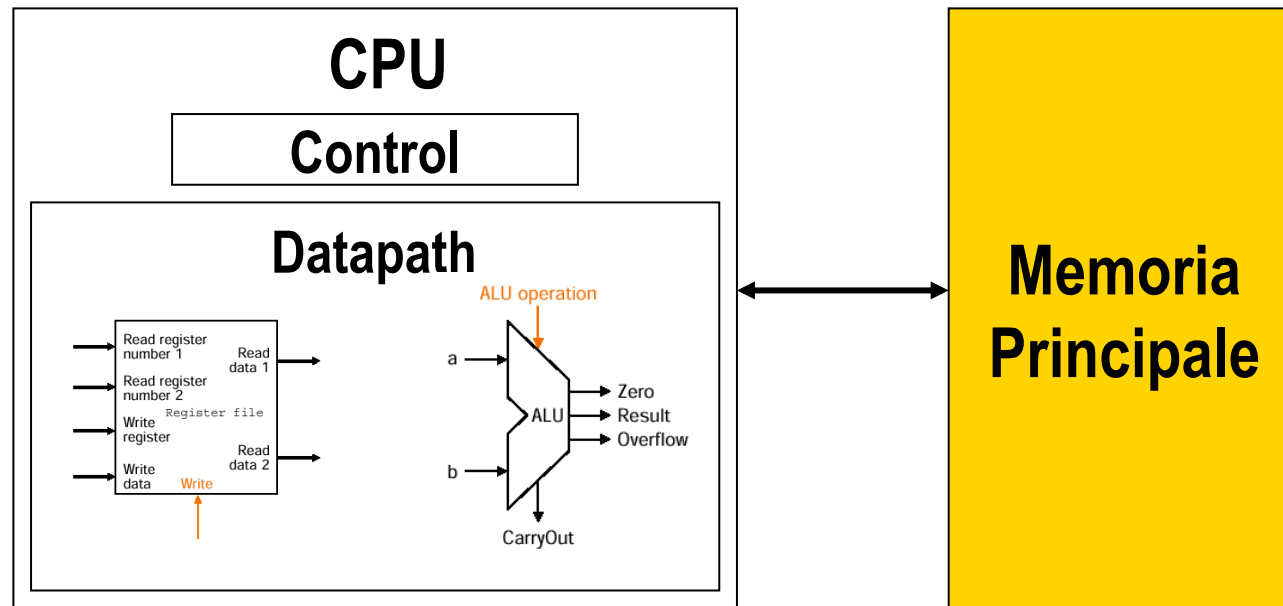 CPU
Control
Datapath
Read register
number 1
Read
data 1
Read register
number 2
Register file
Write
register
Read
data 2
Write
data
Write
ALU operation
a
b
ALU
Zero
Result
Overflow
CarryOut
Memoria
Principale